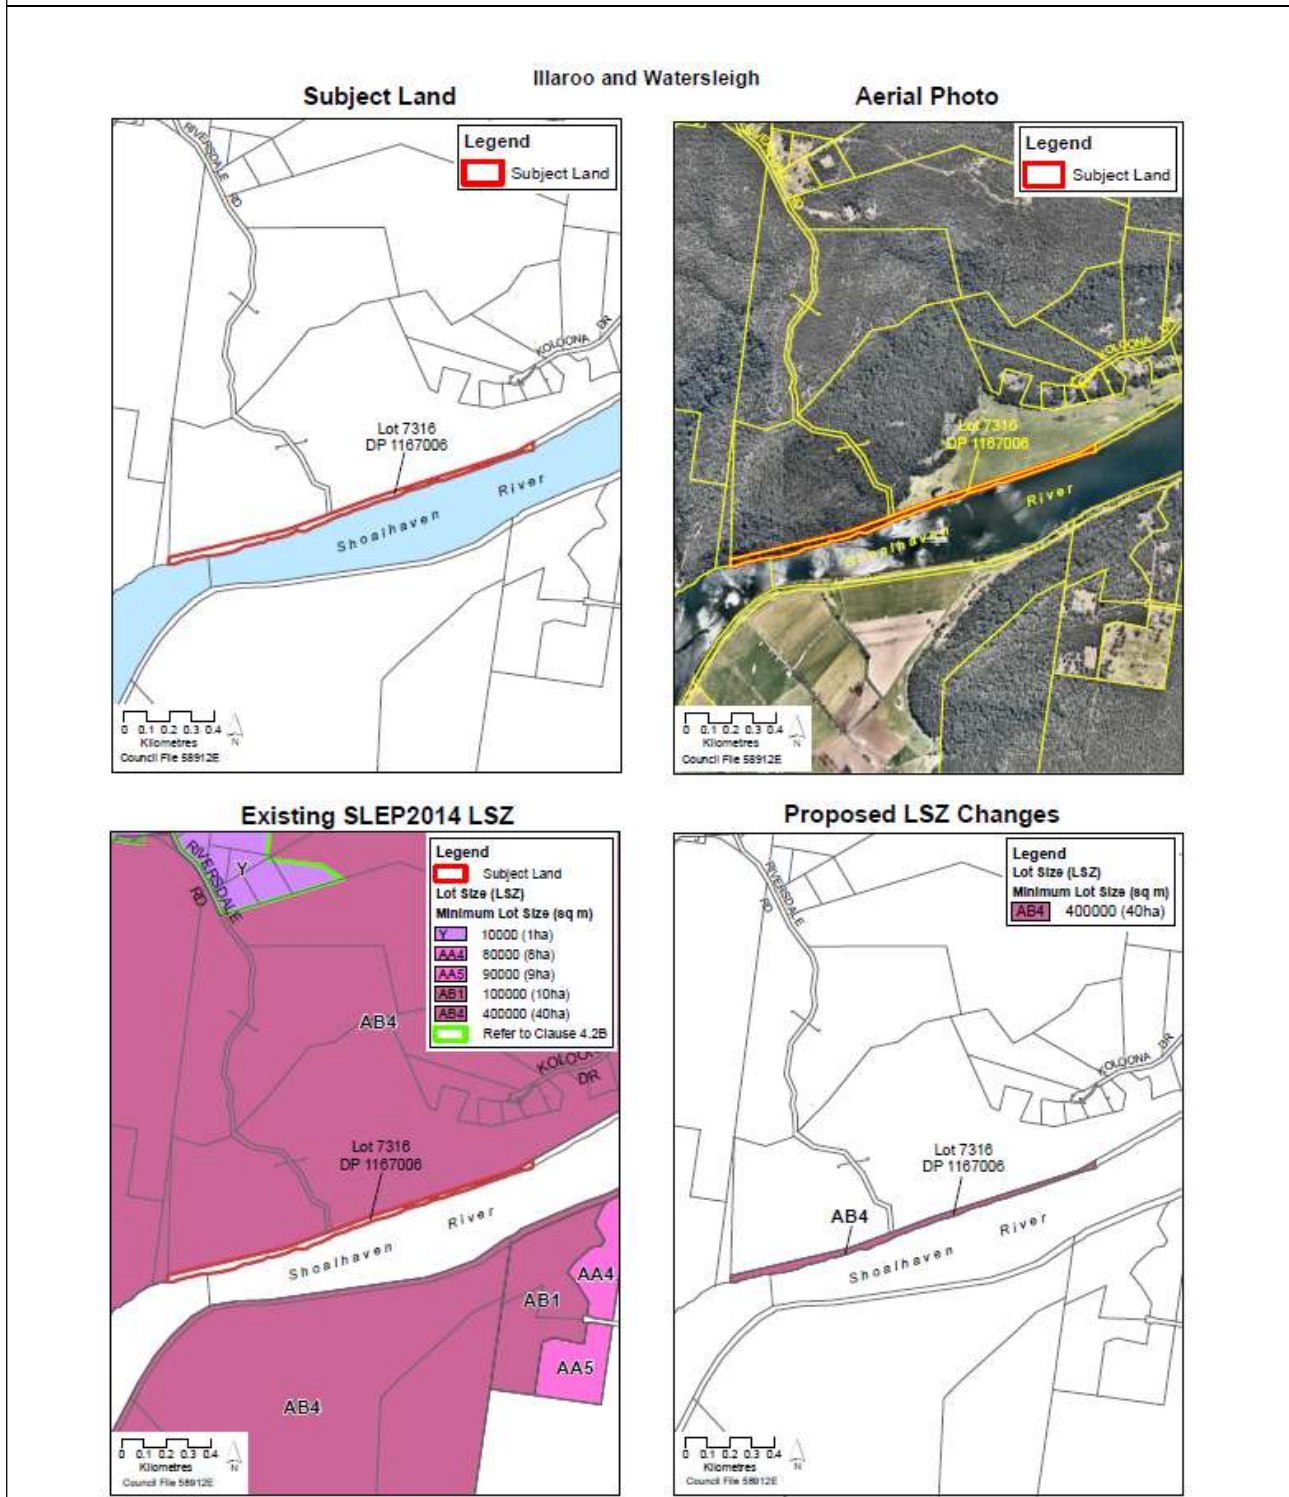 Illaroo and Watersleigh
Subject Land
Legend
Subject Land
RIVERSDALE
RD
KOLOONA DR
Lot 7316
DP 1167006
Shoalhaven River
0 0.1 0.2 0.3 0.4
Kilometres
N
Council File 58912E
Aerial Photo
Legend
Subject Land
RD
KOLOONA DR
Lot 7316
DP 1167006
Shoalhaven River
0 0.1 0.2 0.3 0.4
Kilometres
N
Council File 58912E
Existing SLEP2014 LSZ
Legend
Subject Land
Lot Size (LSZ)
Minimum Lot Size (sq m)
Y 10000 (1ha)
AA4 80000 (8ha)
AA5 90000 (9ha)
AB1 100000 (10ha)
AB4 400000 (40ha)
Refer to Clause 4.2B
Y
RIVERSDALE
RD
AB4
DR
Lot 7316
DP 1167006
Shoalhaven River
AA4
AB1
AA5
AB4
0 0.1 0.2 0.3 0.4
Kilometres
N
Council File 58912E
Proposed LSZ Changes
Legend
Lot Size (LSZ)
Minimum Lot Size (sq m)
AB4 400000 (40ha)
RIVERSDALE
RD
KOLOONA DR
Lot 7316
DP 1167006
AB4
Shoalhaven River
0 0.1 0.2 0.3 0.4
Kilometres
N
Council File 58912E